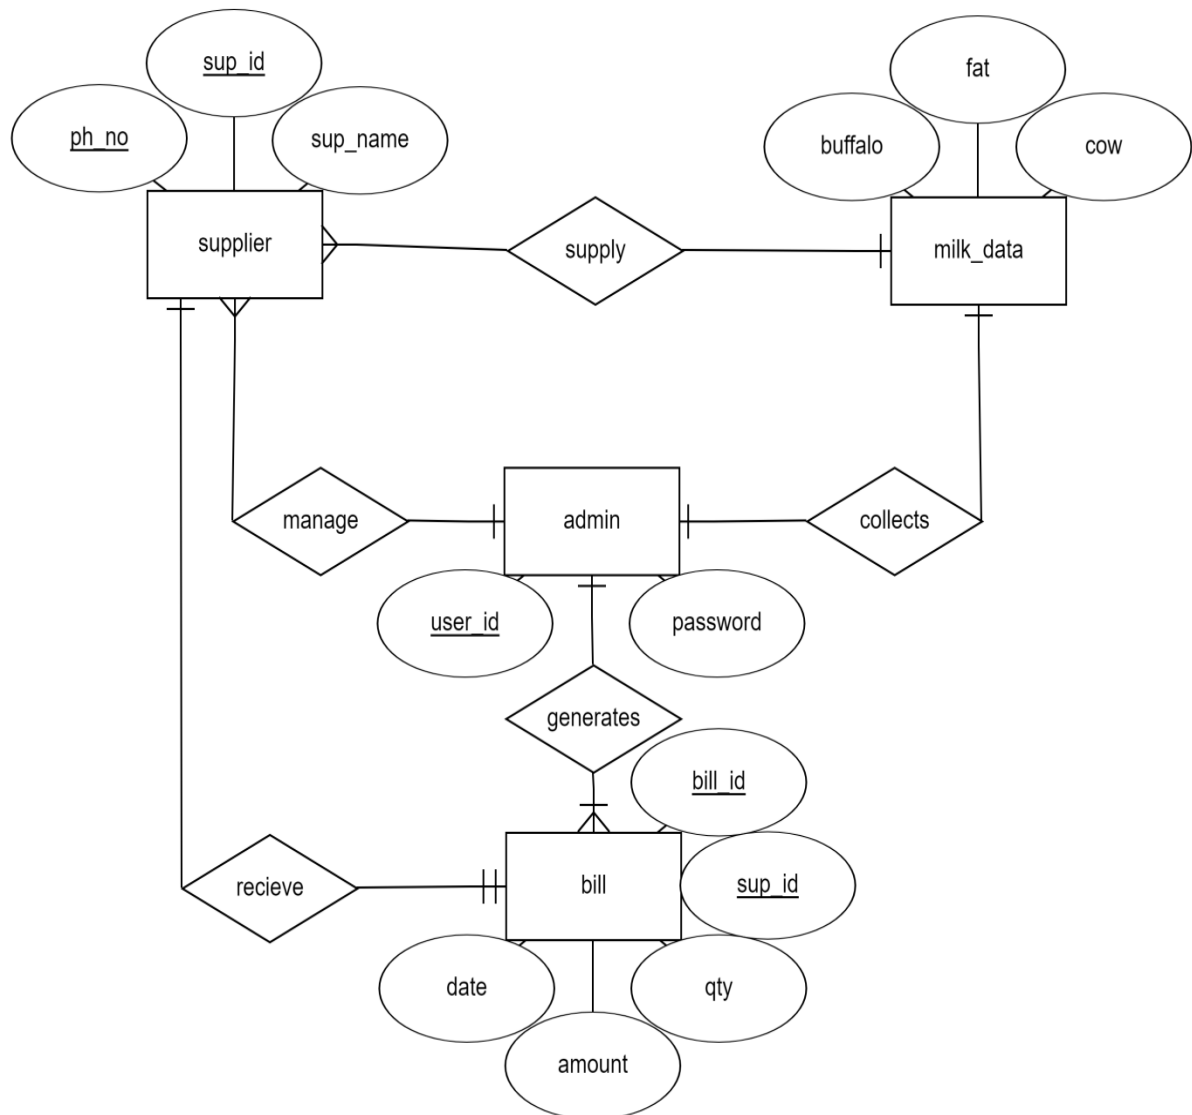 sup_id
fat
ph_no
sup_name
buffalo
cow
supplier
supply
milk_data
manage
admin
collects
user_id
password
generates
bill_id
recieve
bill
sup_id
date
qty
amount